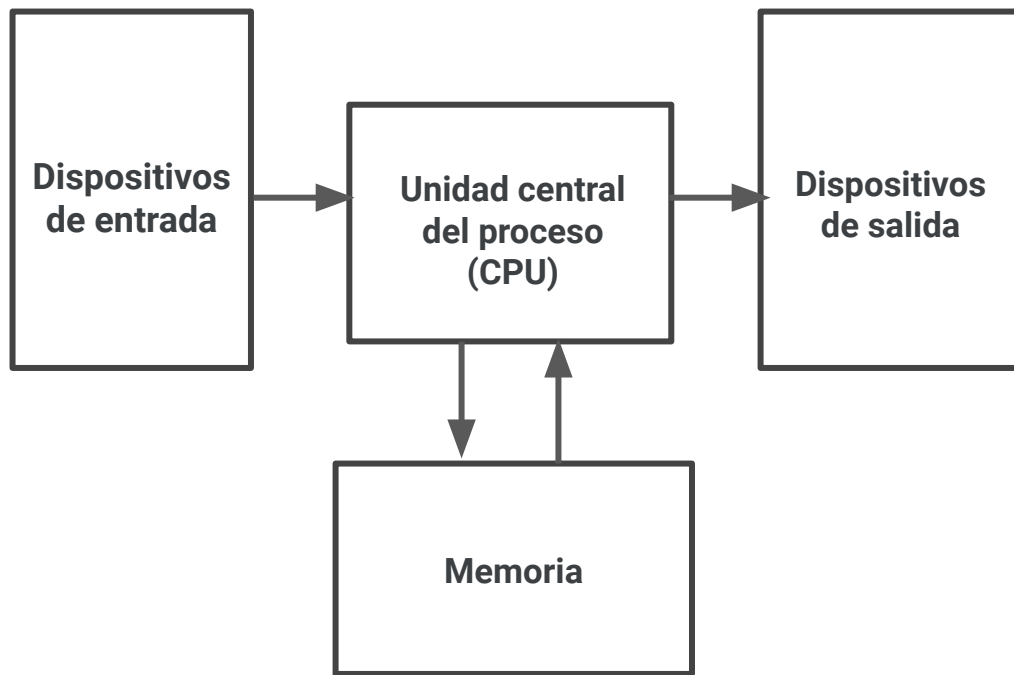 Dispositivos
de entrada
Unidad central
del proceso
(CPU)
Dispositivos
de salida
Memoria